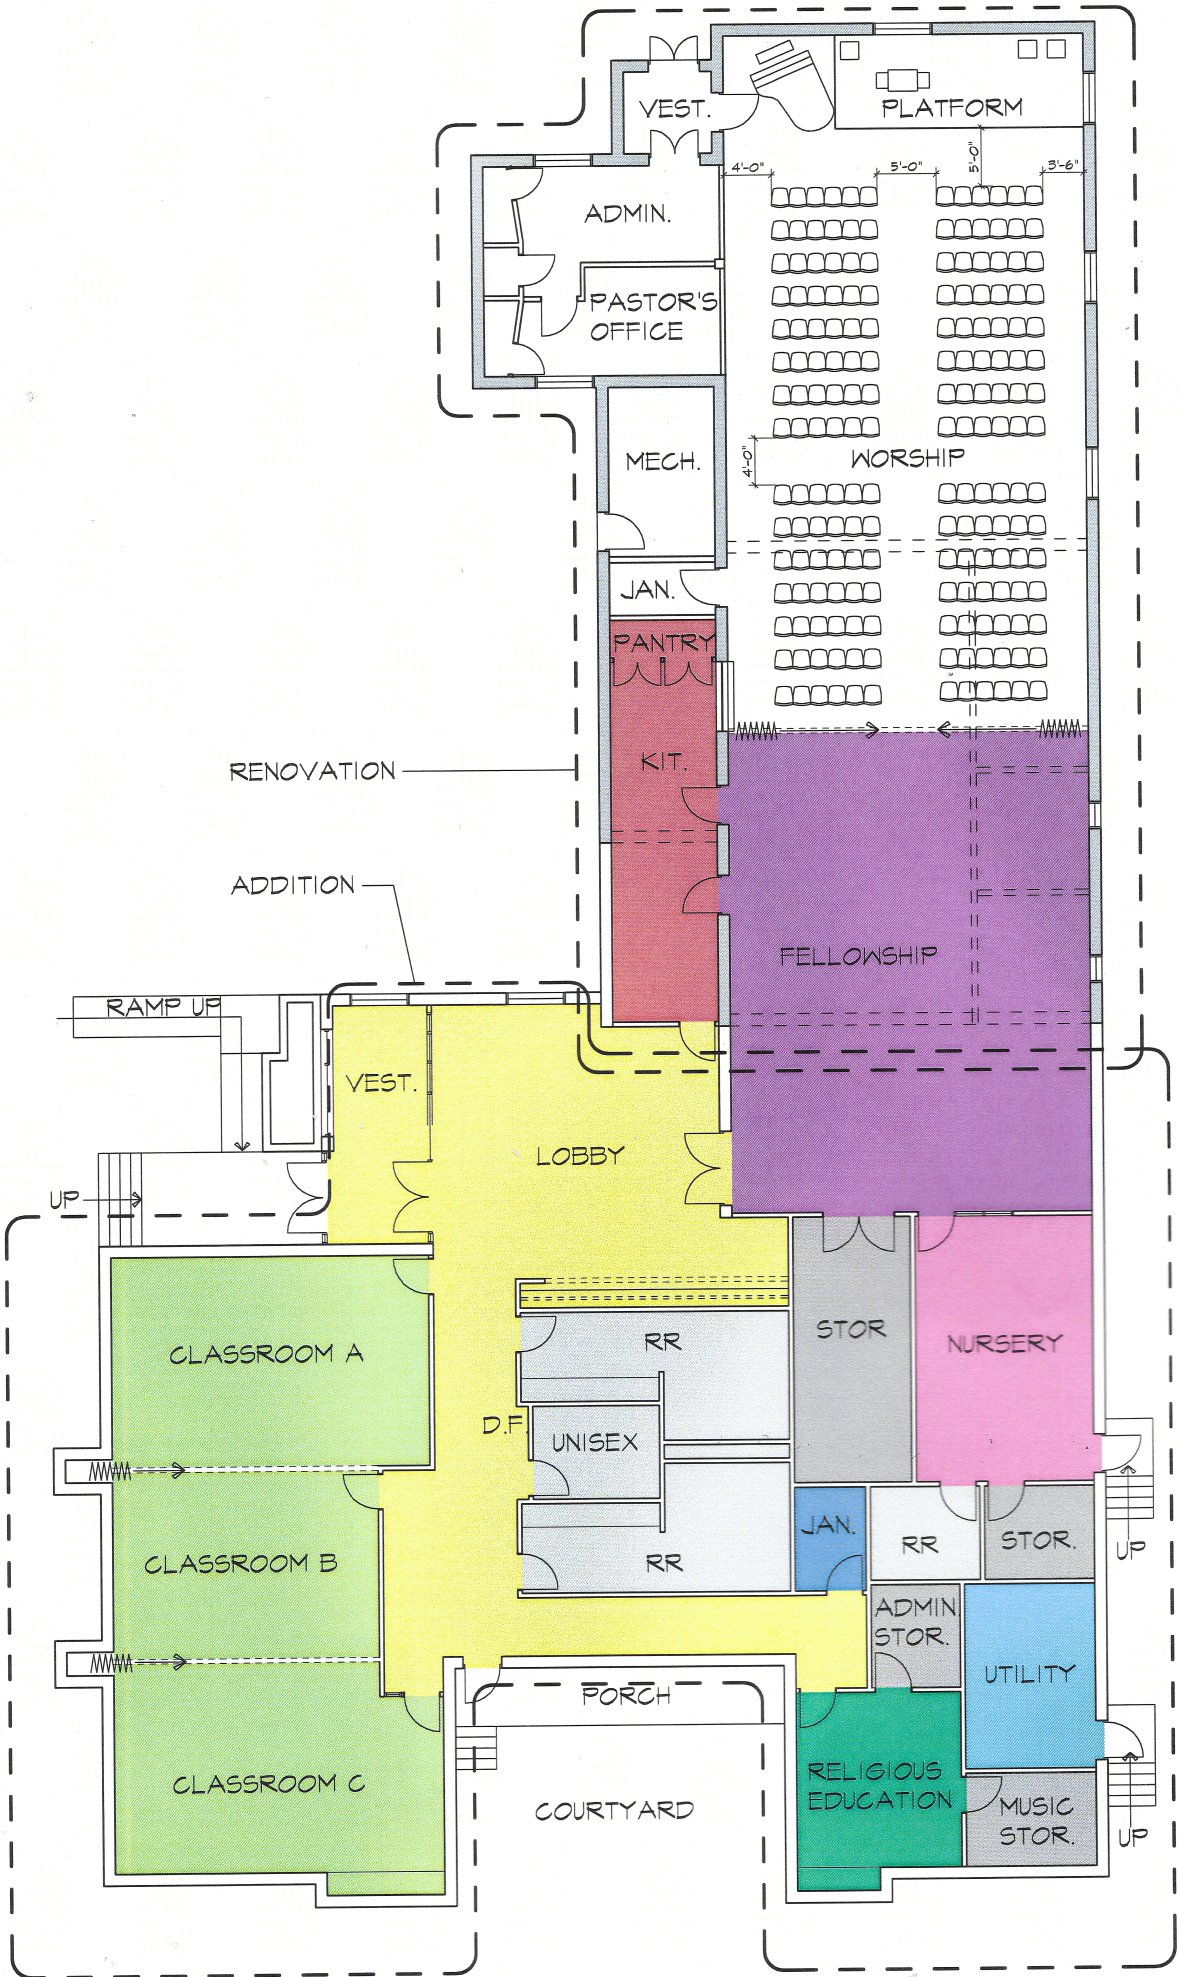 VEST.
PLATFORM
4'-0"
5'-0"
5'-0"
3'-6"
ADMIN.
PASTOR'S
OFFICE
MECH.
WORSHIP
4'-0"
JAN.
PANTRY
KIT.
RENOVATION
ADDITION
FELLOWSHIP
RAMP UP
VEST.
LOBBY
UP
CLASSROOM A
RR
STOR
NURSERY
D.F.
UNISEX
CLASSROOM B
RR
JAN.
RR
STOR.
UP
ADMIN.
STOR.
UTILITY
PORCH
CLASSROOM C
COURTYARD
RELIGIOUS
EDUCATION
MUSIC
STOR.
UP